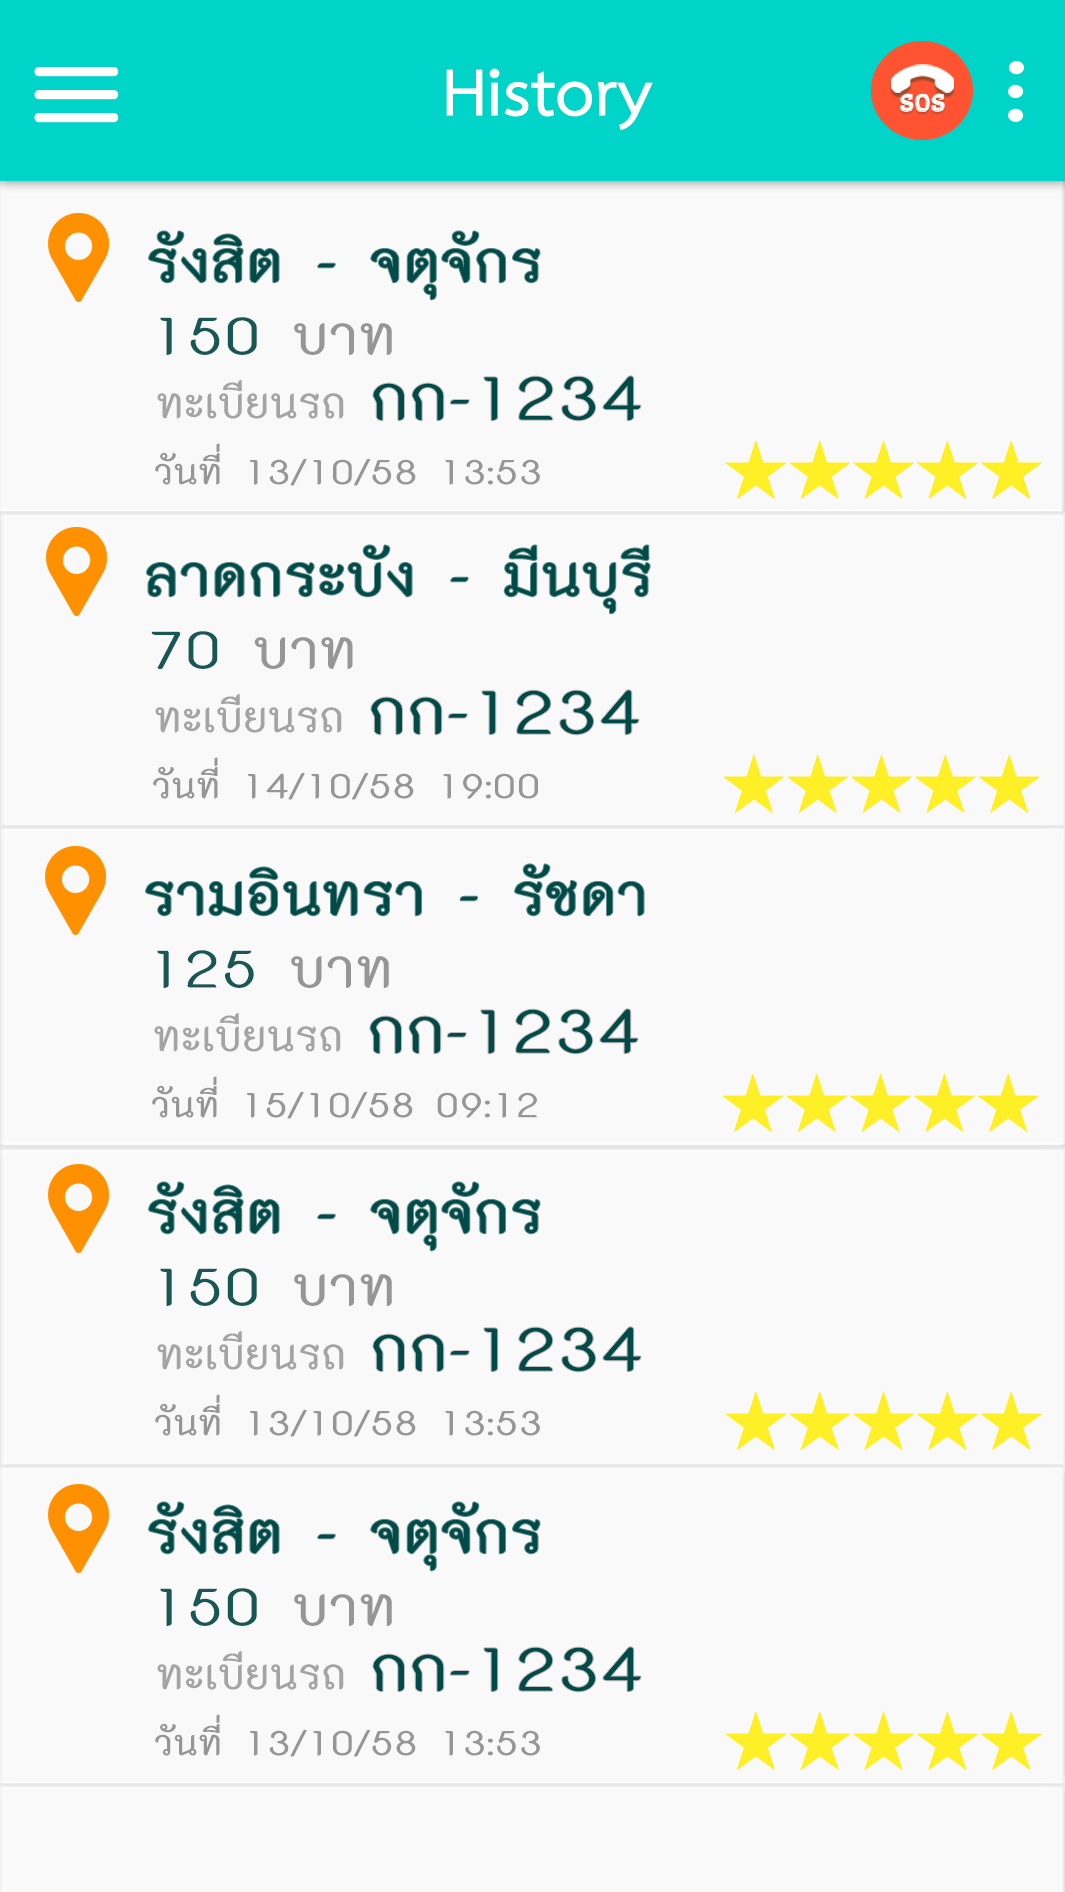 History
SOS
รังสิต - จตุจักร
150 บาท
ทะเบียนรถ กก-1234
วันที่ 13/10/58 13:53
ลาดกระบัง - มีนบุรี
70 บาท
ทะเบียนรถ กก-1234
วันที่ 14/10/58 19:00
รามอินทรา - รัชดา
125 บาท
ทะเบียนรถ กก-1234
วันที่ 15/10/58 09:12
รังสิต - จตุจักร
150 บาท
ทะเบียนรถ กก-1234
วันที่ 13/10/58 13:53
รังสิต - จตุจักร
150 บาท
ทะเบียนรถ กก-1234
วันที่ 13/10/58 13:53